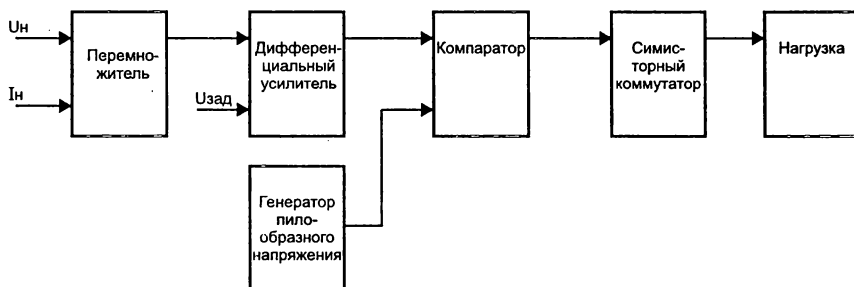 Uн
Iн
Перемно-
житель
Uзад
Дифферен-
циальный
усилитель
Компаратор
Симис-
торный
коммутатор
Нагрузка
Генератор
пило-
образного
напряжения